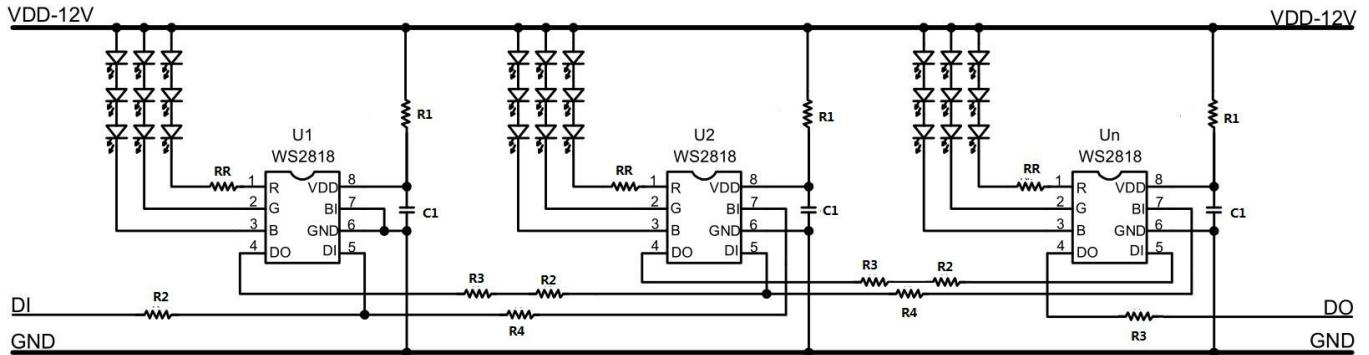 VDD-12V VDD-12V
R1 R1 R1
U1 U2 Un
WS2818 WS2818 WS2818
RR RR RR
1 R VDD 8 1 R VDD 8 1 R VDD 8
2 G BI 7 C1 2 G BI 7 C1 2 G BI 7 C1
3 B GND 6 3 B GND 6 3 B GND 6
4 DO DI 5 4 DO DI 5 4 DO DI 5
R3 R2 R3 R2
DI R2 R4 R4 R3 DO
GND GND